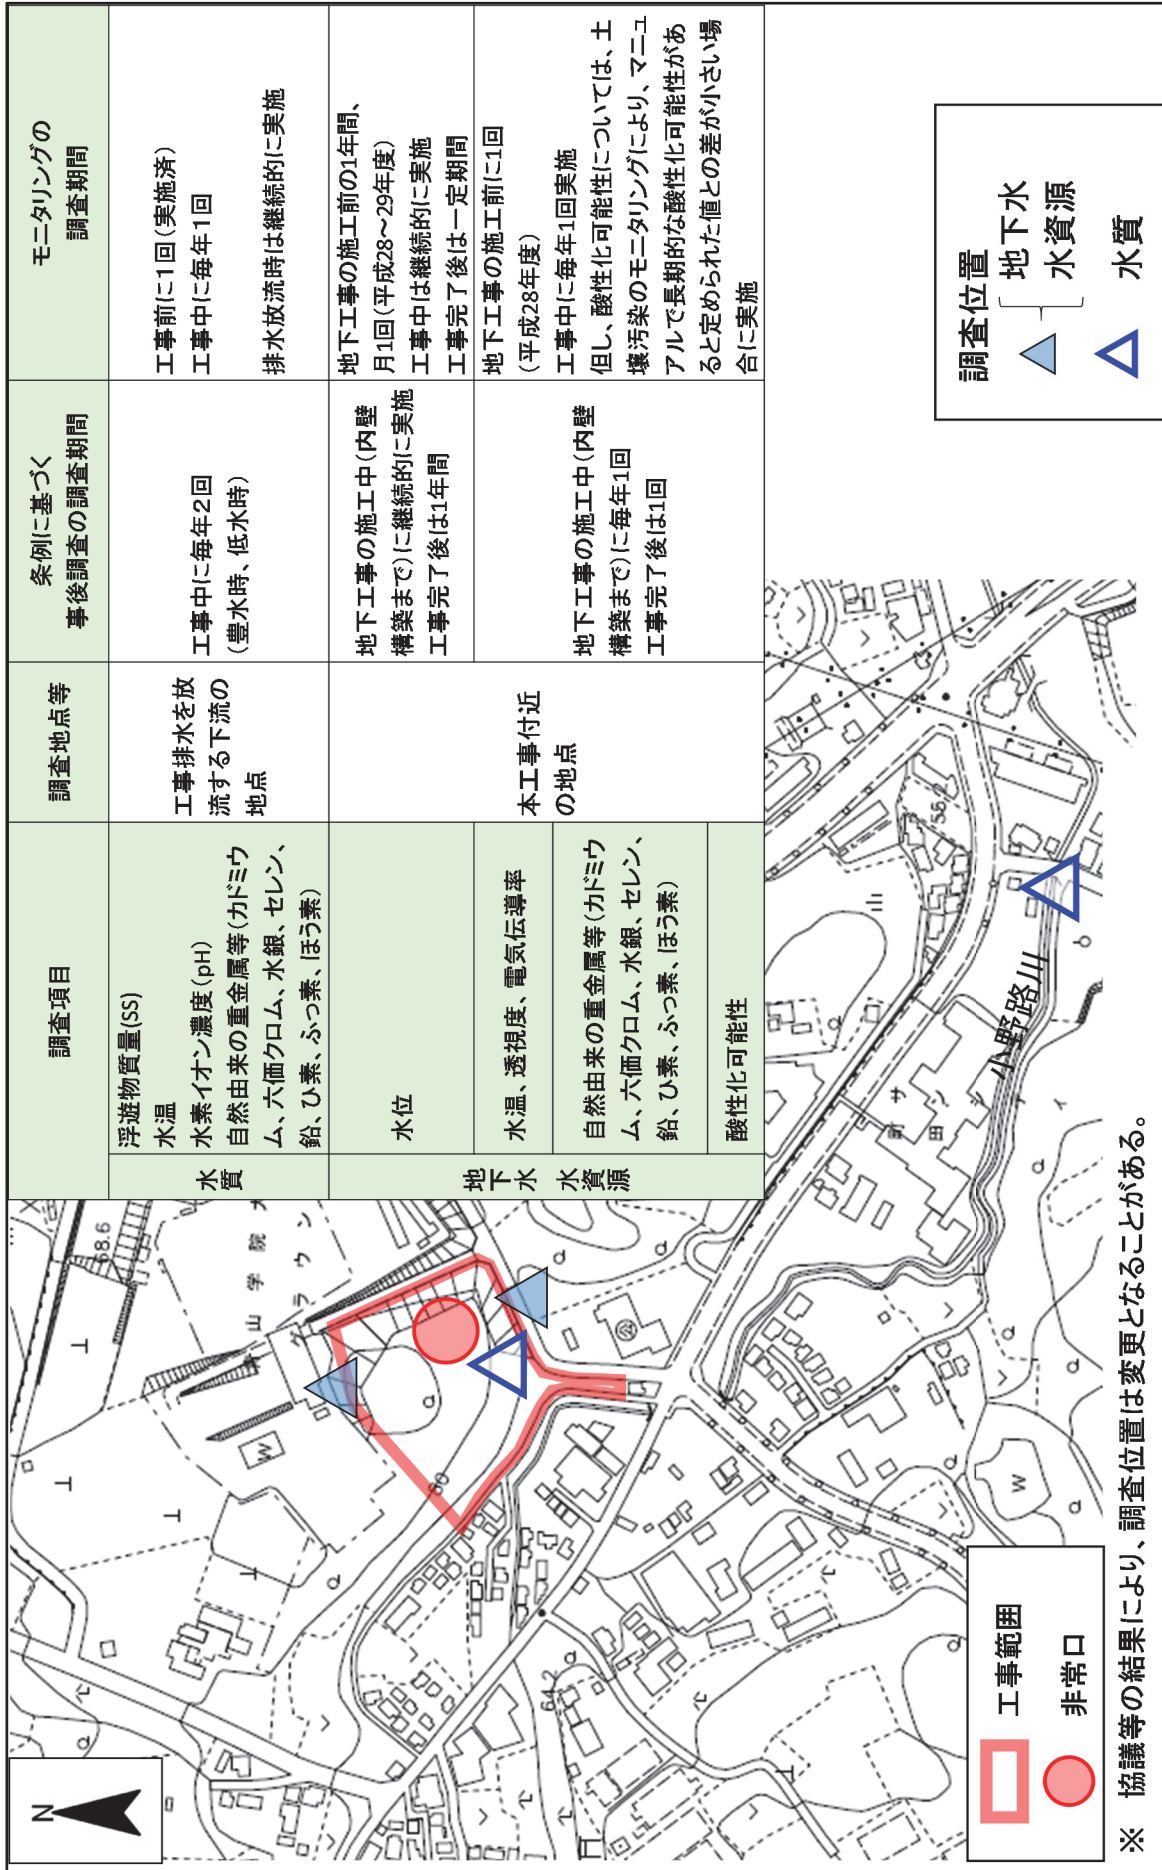 調査項目
調査地点等
条例に基づく
事後調査の調査期間
モニタリングの
調査期間
水質
浮遊物質量(SS)
水温
水素イオン濃度(pH)
自然由来の重金属等(カドミウ
ム、六価クロム、水銀、セレン、
鉛、ひ素、ふっ素、ほう素)
工事排水を放
流する下流の
地点
工事中に毎年2回
(豊水時、低水時)
工事前に1回(実施済)
工事中に毎年1回
排水放流時は継続的に実施
地下水
水資源
水位
本工事付近
の地点
地下工事の施工中(内壁
構築まで)に継続的に実施
工事完了後は1年間
地下工事の施工前の1年間、
月1回(平成28~29年度)
工事中は継続的に実施
工事完了後は一定期間
水温、透視度、電気伝導率
自然由来の重金属等(カドミウ
ム、六価クロム、水銀、セレン、
鉛、ひ素、ふっ素、ほう素)
酸性化可能性
地下工事の施工中(内壁
構築まで)に毎年1回
工事完了後は1回
地下工事の施工前に1回
(平成28年度)
工事中に毎年1回実施
但し、酸性化可能性については、土
壌汚染のモニタリングにより、マニュ
アルで長期的な酸性化可能性があ
ると定められた値との差が小さい場
合に実施
N
68.6
山学院大
グラウン
60
64.2
55.2
W
W
野
田
サ
小野路川
調査位置
地下水
水資源
水質
工事範囲
非常口
※ 協議等の結果により、調査位置は変更となることがある。